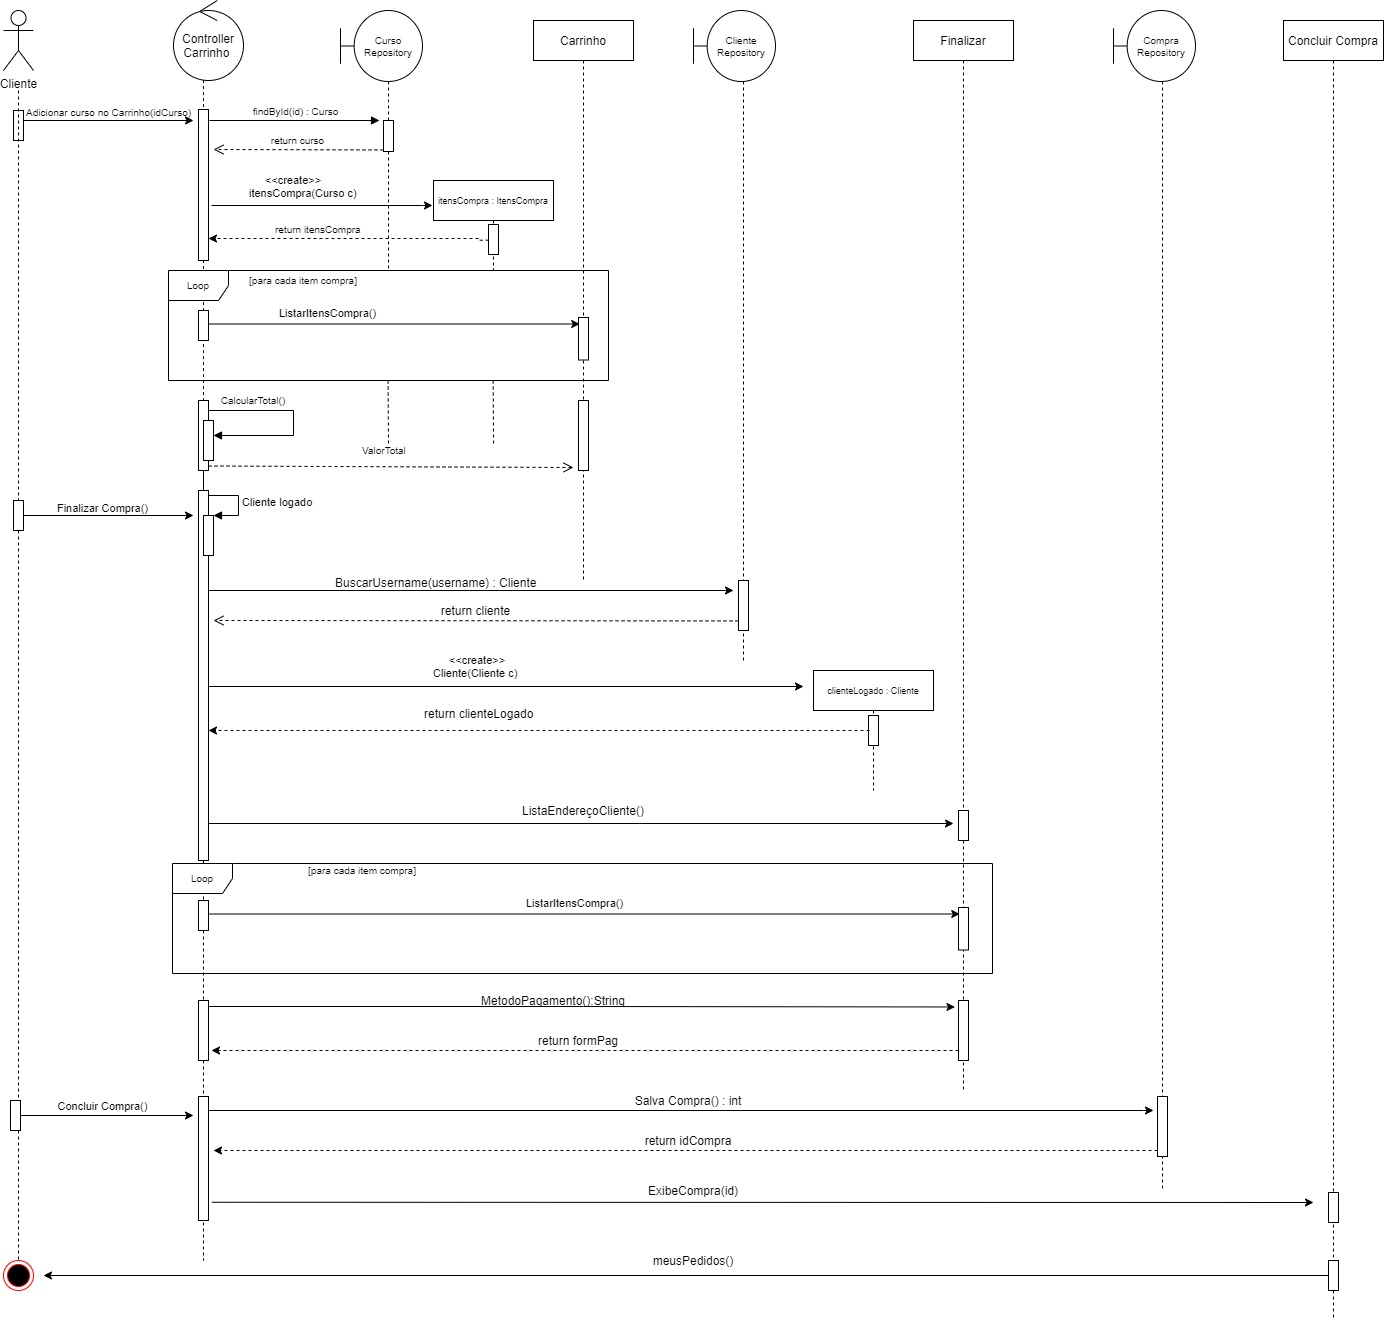 Cliente
Controller
Carrinho
Curso
Repository
Carrinho
Cliente
Repository
Finalizar
Compra
Repository
Concluir Compra
Adicionar curso no Carrinho(idCurso)
findById(id) : Curso
return curso
<<create>>
itensCompra(Curso c)
itensCompra : ItensCompra
return itensCompra
Loop
[para cada item compra]
ListarItensCompra()
CalcularTotal()
ValorTotal
Finalizar Compra()
Cliente logado
BuscarUsername(username) : Cliente
return cliente
<<create>>
Cliente(Cliente c)
clienteLogado : Cliente
return clienteLogado
ListaEndereçoCliente()
Loop
[para cada item compra]
ListarItensCompra()
MetodoPagamento():String
return formPag
Concluir Compra()
Salva Compra() : int
return idCompra
ExibeCompra(id)
meusPedidos()